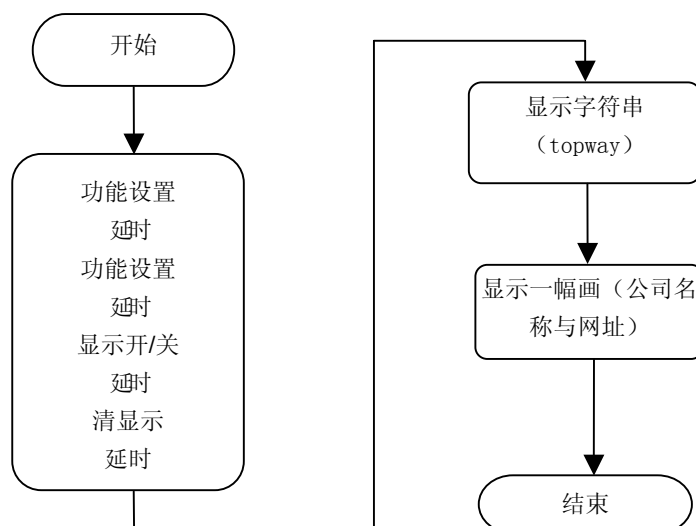 开始
功能设置
延时
功能设置
延时
显示开/关
延时
清显示
延时
显示字符串
（topway）
显示一幅画（公司名
称与网址）
结束